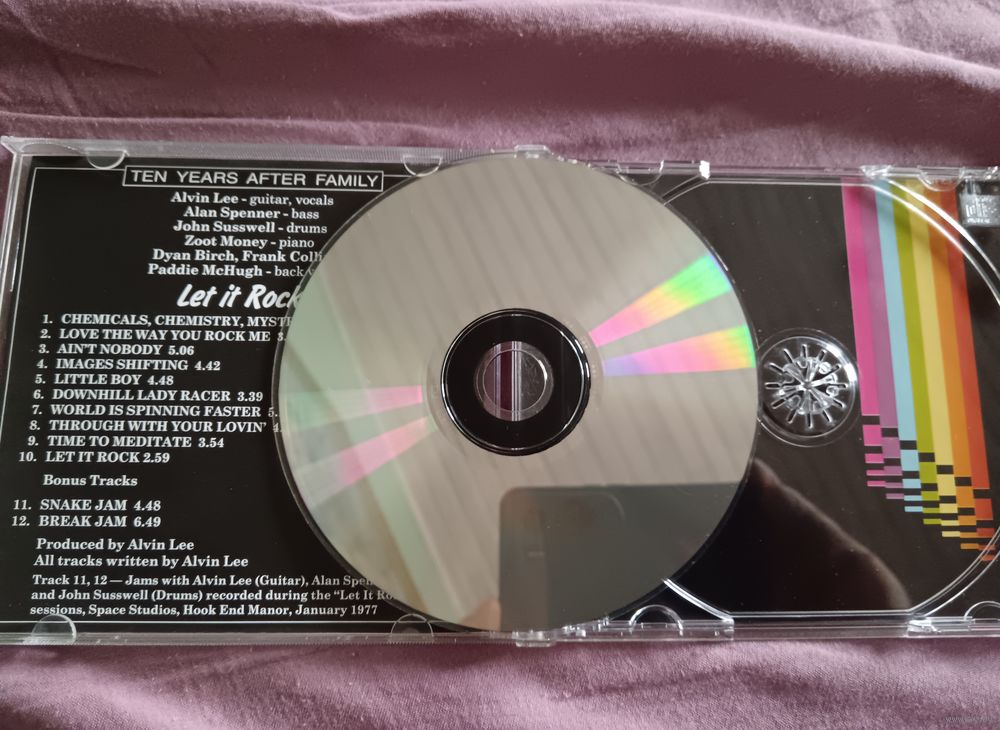 TEN YEARS AFTER FAMILY
Alvin Lee - guitar, vocals
Alan Spenner - bass
John Susswell - drums
Zoot Money - piano
Dyan Birch, Frank
Paddie McHugh - back
Let it Rock
1. CHEMICALS, CHEMISTRY,
2. LOVE THE WAY YOU ROCK ME
3. AIN'T NOBODY 5.06
4. IMAGES SHIFTING 4.42
5. LITTLE BOY 4.48
6. DOWNHILL LADY RACER 3.39
7. WORLD IS SPINNING FASTER
8. THROUGH WITH YOUR LOVIN'
9. TIME TO MEDITATE 3.54
10. LET IT ROCK 2.59
Bonus Tracks
11. SNAKE JAM 4.48
12. BREAK JAM 6.49
Produced by Alvin Lee
All tracks written by Alvin Lee
Track 11, 12 — Jams with Alvin Lee (Guitar), Alan
and John Susswell (Drums) recorded during the "Let It
sessions, Space Studios, Hook End Manor, January 1977